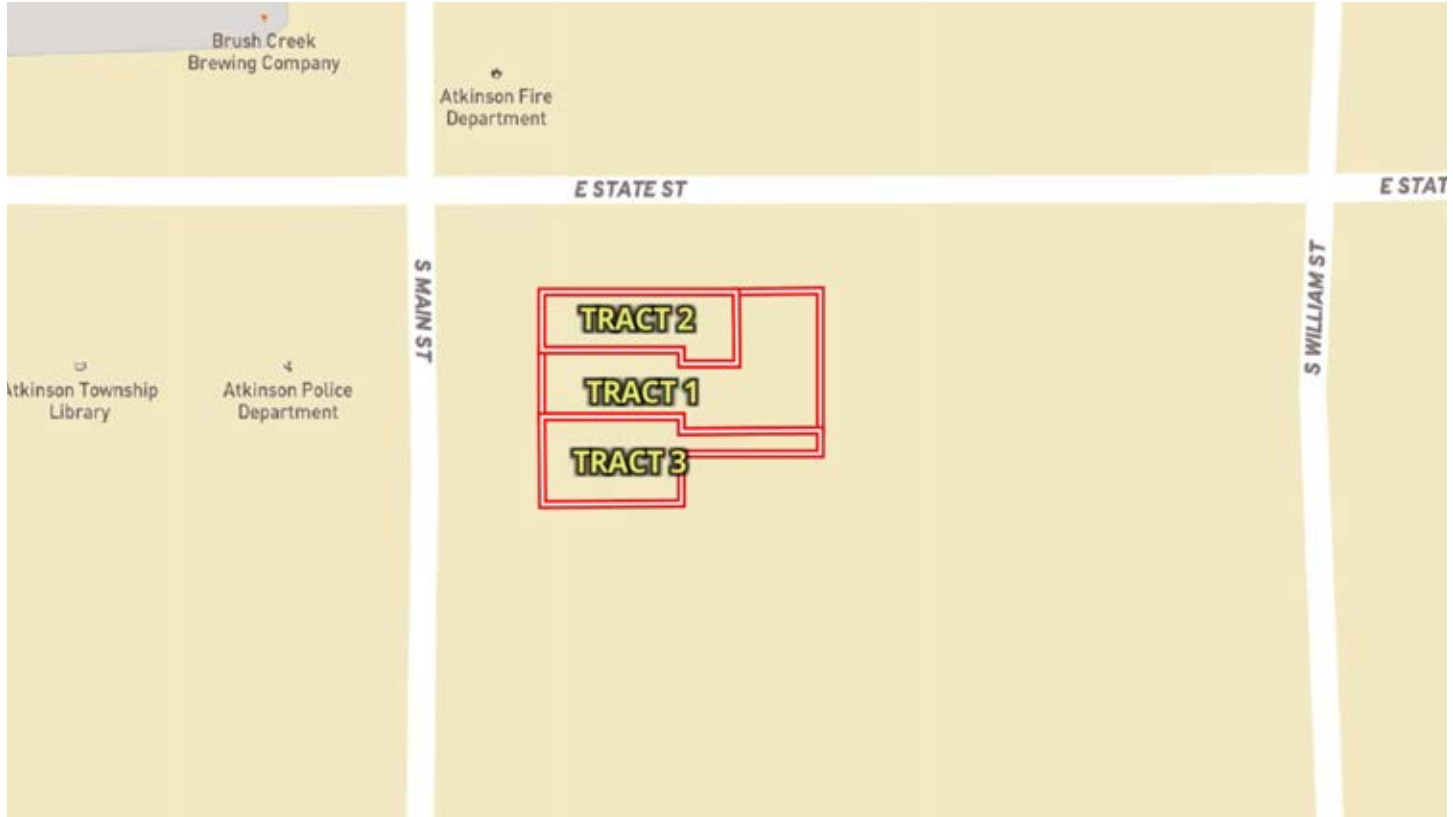 Brush Creek
Brewing Company
Atkinson Fire
Department
E STATE ST
E STAT
S MAIN ST
S WILLIAM ST
TRACT 2
TRACT 1
TRACT 3
Atkinson Township
Library
Atkinson Police
Department